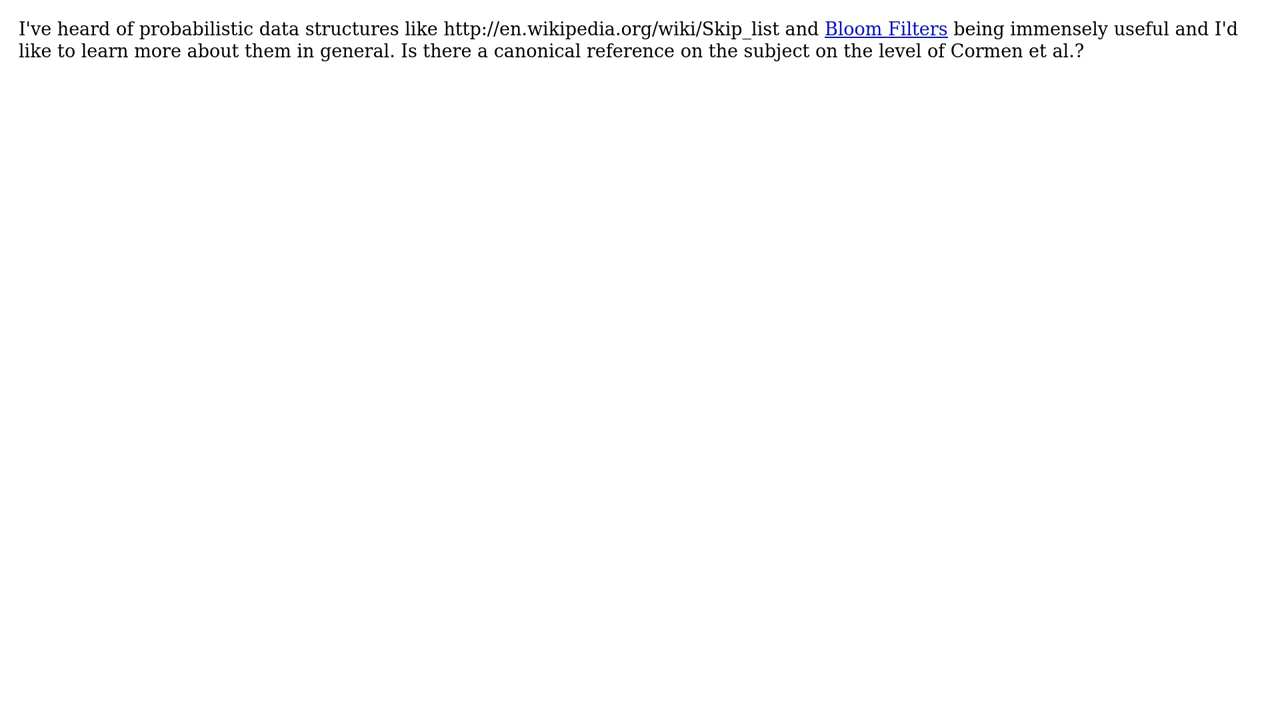 I've heard of probabilistic data structures like http://en.wikipedia.org/wiki/Skip_list and Bloom Filters being immensely useful and I'd
like to learn more about them in general. Is there a canonical reference on the subject on the level of Cormen et al.?